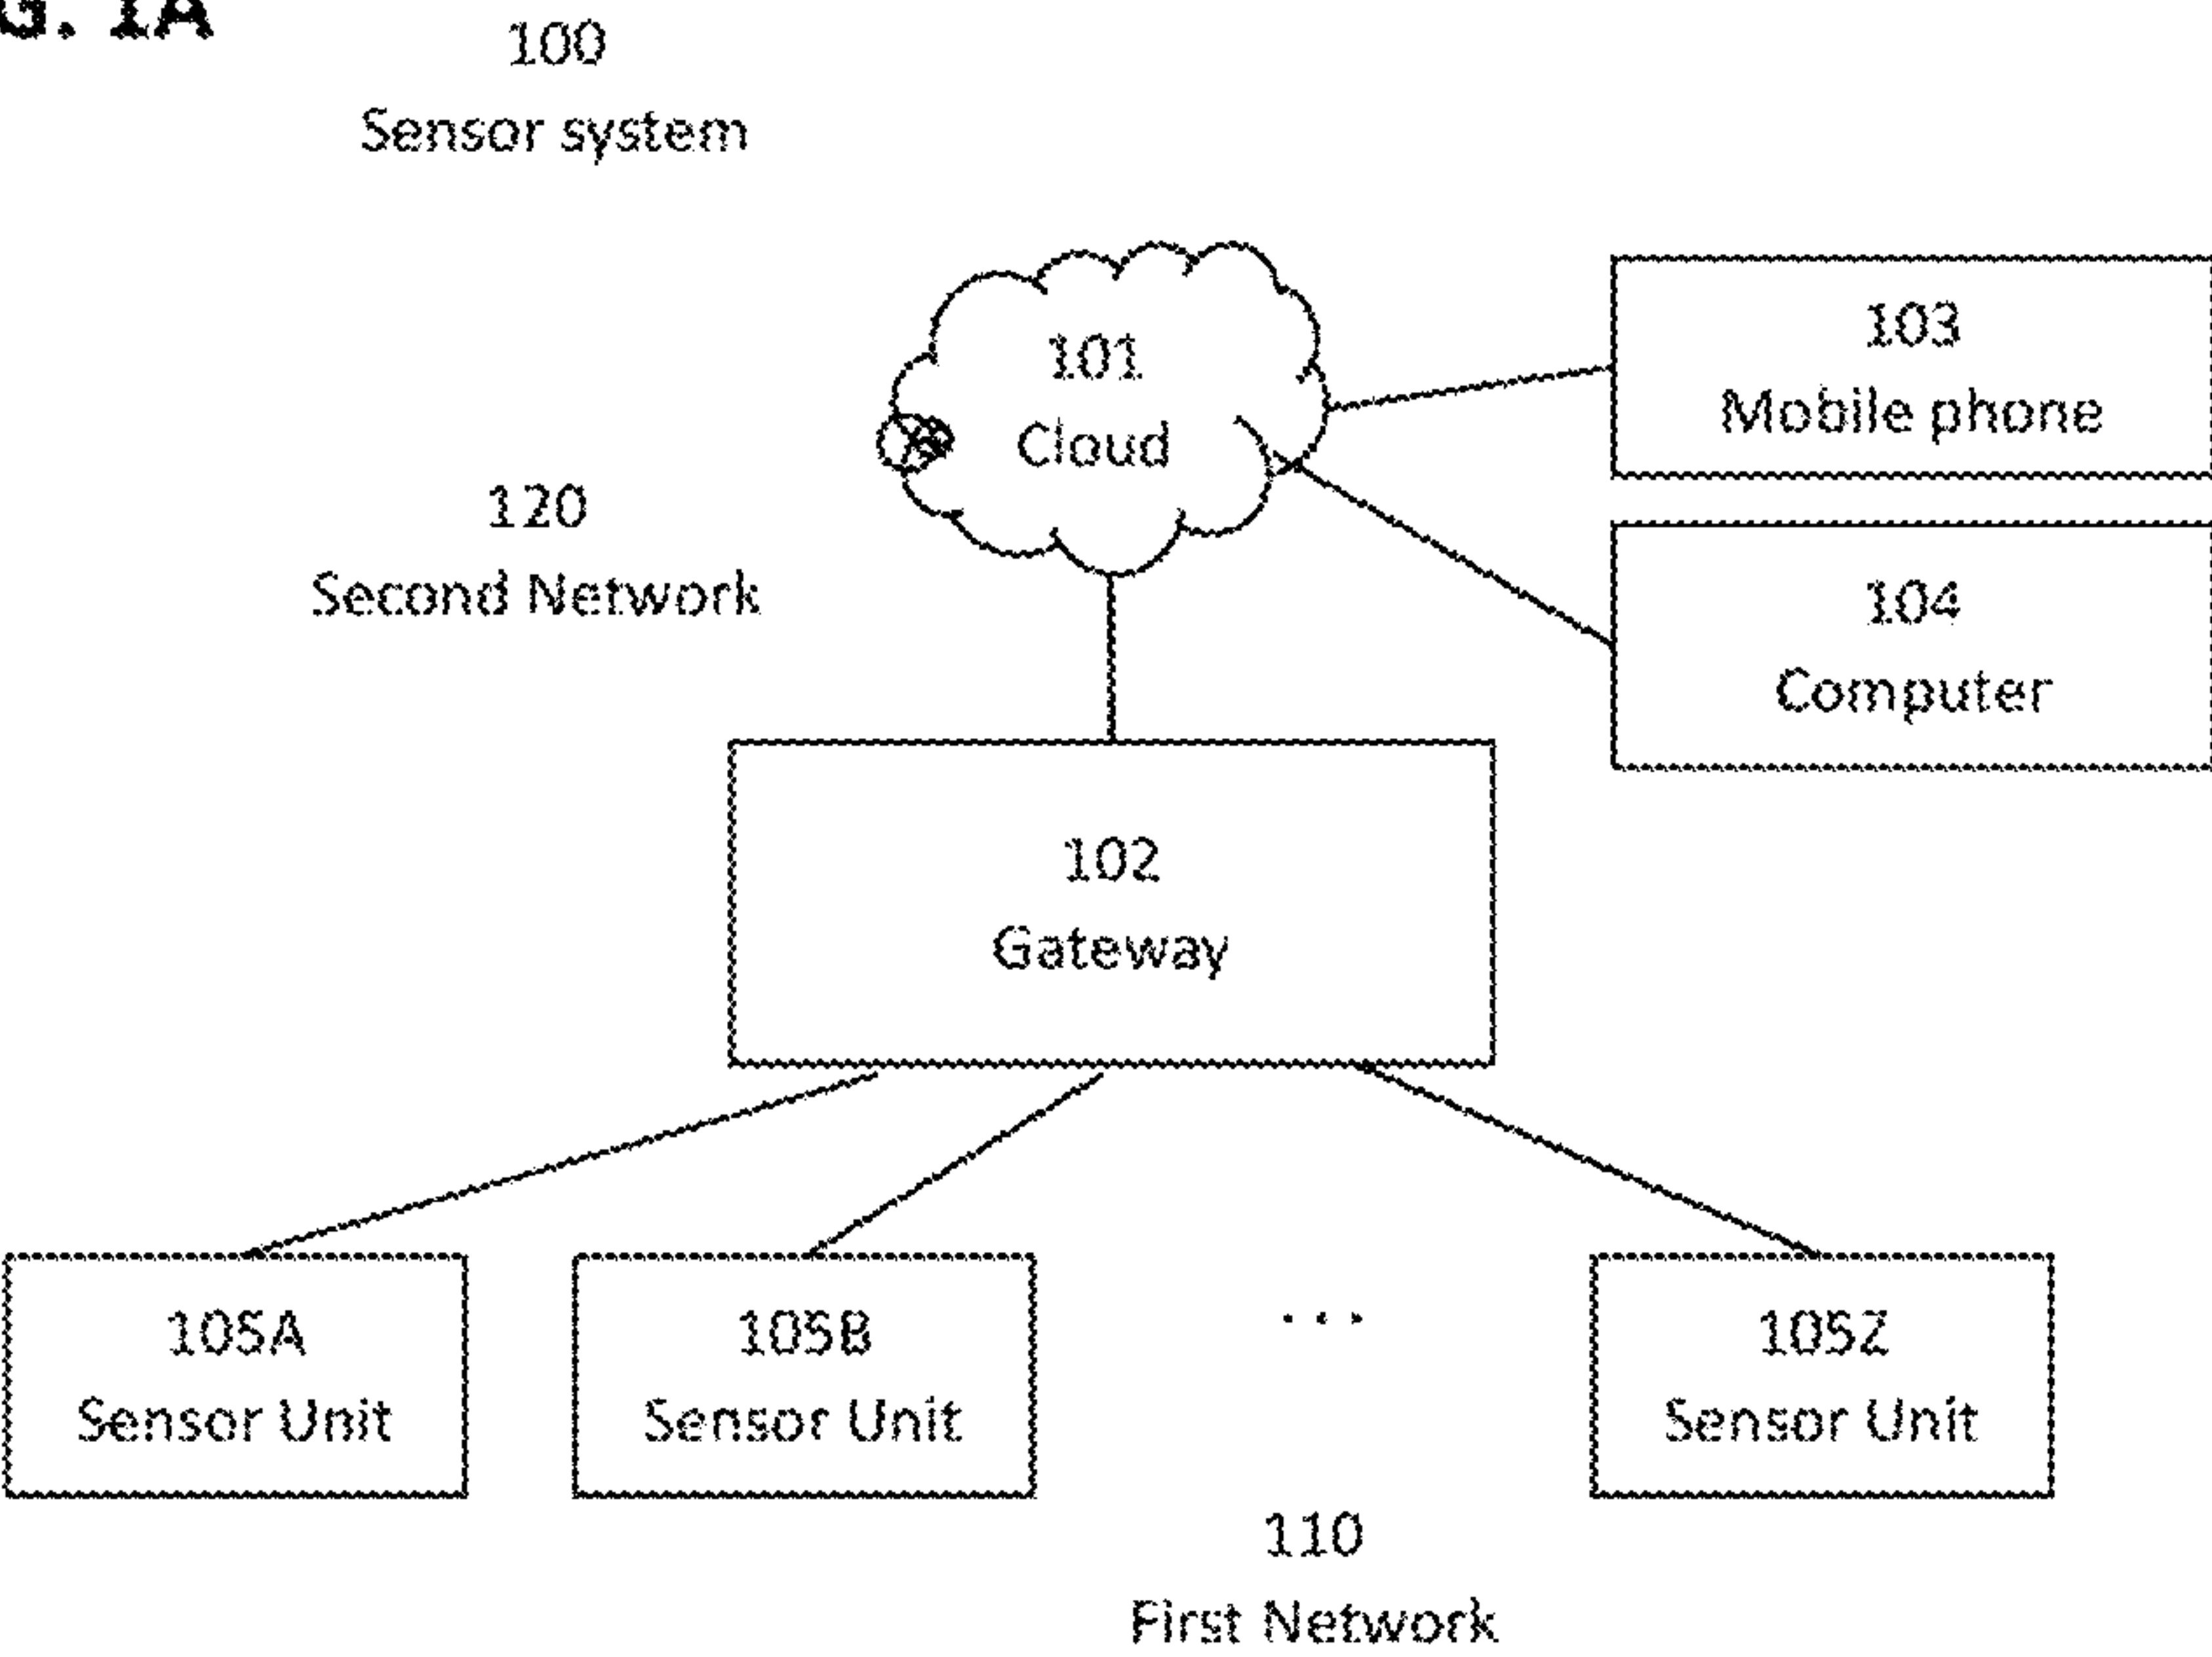 G. 1A
100
Sensor system
101
Cloud
103
Mobile phone
120
Second Network
104
Computer
102
Gateway
105A
Sensor Unit
105B
Sensor Unit
...
105Z
Sensor Unit
110
First Network